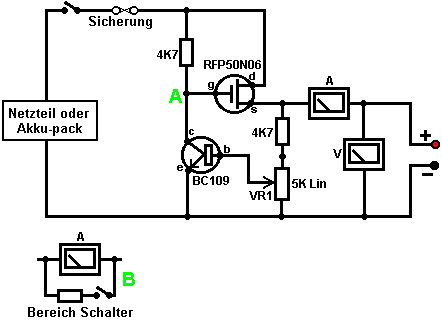 Sicherung
4K7
RFP50N06
d
A
g
s
A
Netzteil oder
Akku-pack
4K7
c
b
V
+
e
BC109
VR1
5K Lin
−
A
B
Bereich Schalter